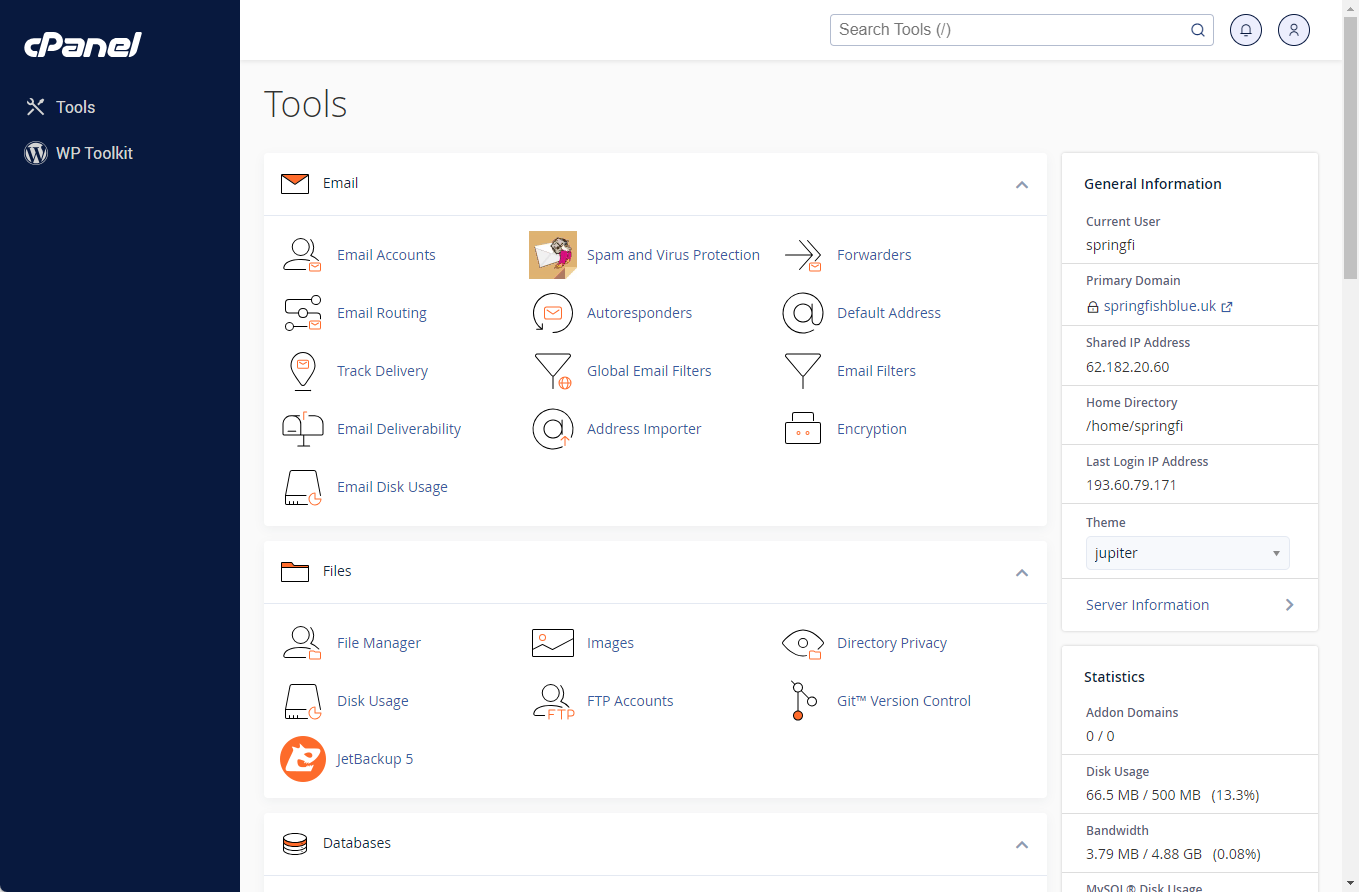 cPanel
Tools
WP Toolkit
Search Tools (/)
Tools
Email
Email Accounts
Spam and Virus Protection
Forwarders
Email Routing
Autoresponders
Default Address
Track Delivery
Global Email Filters
Email Filters
Email Deliverability
Address Importer
Encryption
Email Disk Usage
Files
File Manager
Images
Directory Privacy
Disk Usage
FTP
FTP Accounts
Git™ Version Control
JetBackup 5
Databases
General Information
Current User
springfi
Primary Domain
springfishblue.uk
Shared IP Address
62.182.20.60
Home Directory
/home/springfi
Last Login IP Address
193.60.79.171
Theme
jupiter
Server Information
Statistics
Addon Domains
0 / 0
Disk Usage
66.5 MB / 500 MB (13.3%)
Bandwidth
3.79 MB / 4.88 GB (0.08%)
MySQL® Disk Usage